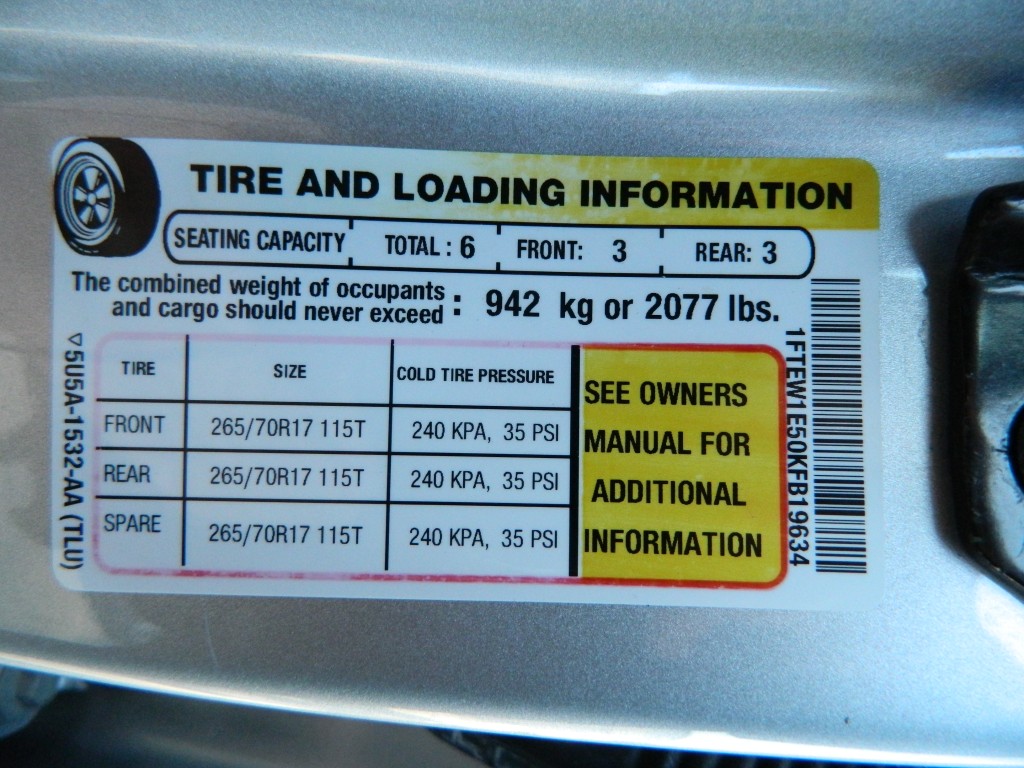 TIRE AND LOADING INFORMATION
SEATING CAPACITY TOTAL : 6 FRONT: 3 REAR: 3
The combined weight of occupants
and cargo should never exceed : 942 kg or 2077 lbs.
TIRE SIZE COLD TIRE PRESSURE
FRONT 265/70R17 115T 240 KPA, 35 PSI
REAR 265/70R17 115T 240 KPA, 35 PSI
SPARE 265/70R17 115T 240 KPA, 35 PSI
SEE OWNERS
MANUAL FOR
ADDITIONAL
INFORMATION
▽5U5A-1532-AA (TLU)
1FTEW1E50KFB19634